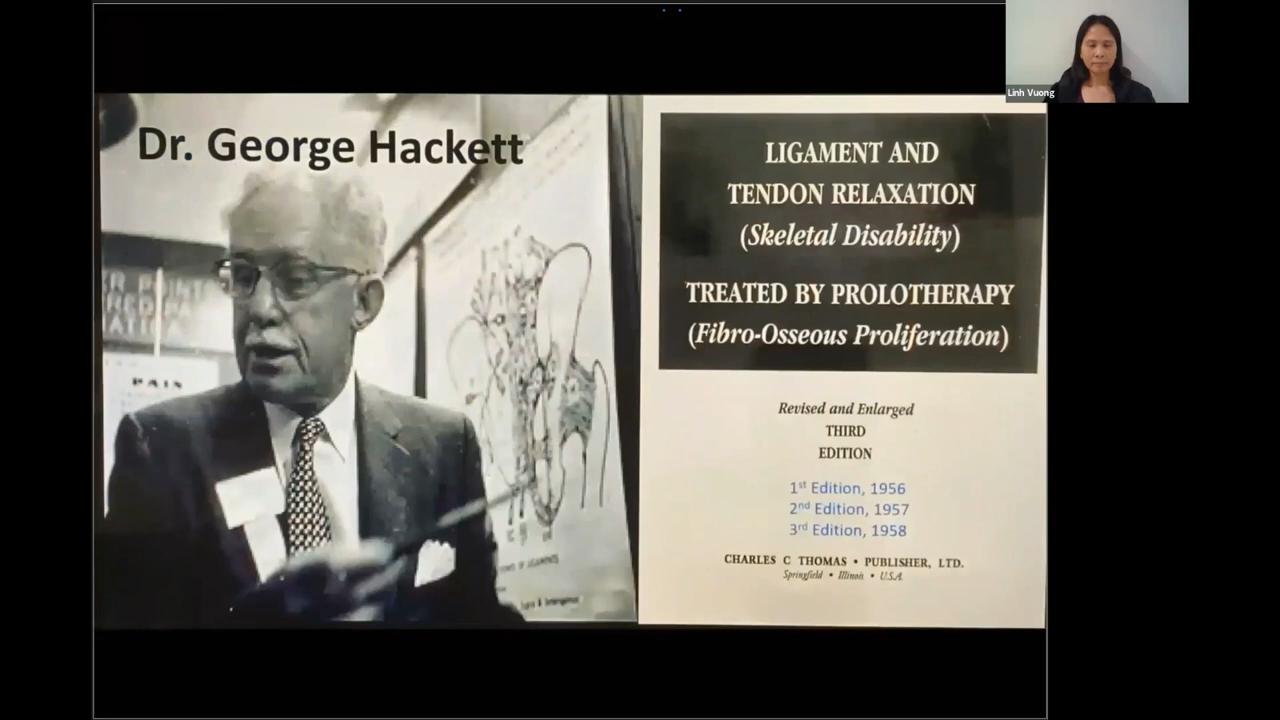 Linh Vuong
Dr. George Hackett
PAIN
LIGAMENT AND
TENDON RELAXATION
(Skeletal Disability)
TREATED BY PROLOTHERAPY
(Fibro-Osseous Proliferation)
Revised and Enlarged
THIRD
EDITION
1st Edition, 1956
2nd Edition, 1957
3rd Edition, 1958
CHARLES C THOMAS • PUBLISHER, LTD.
Springfield • Illinois • U.S.A.